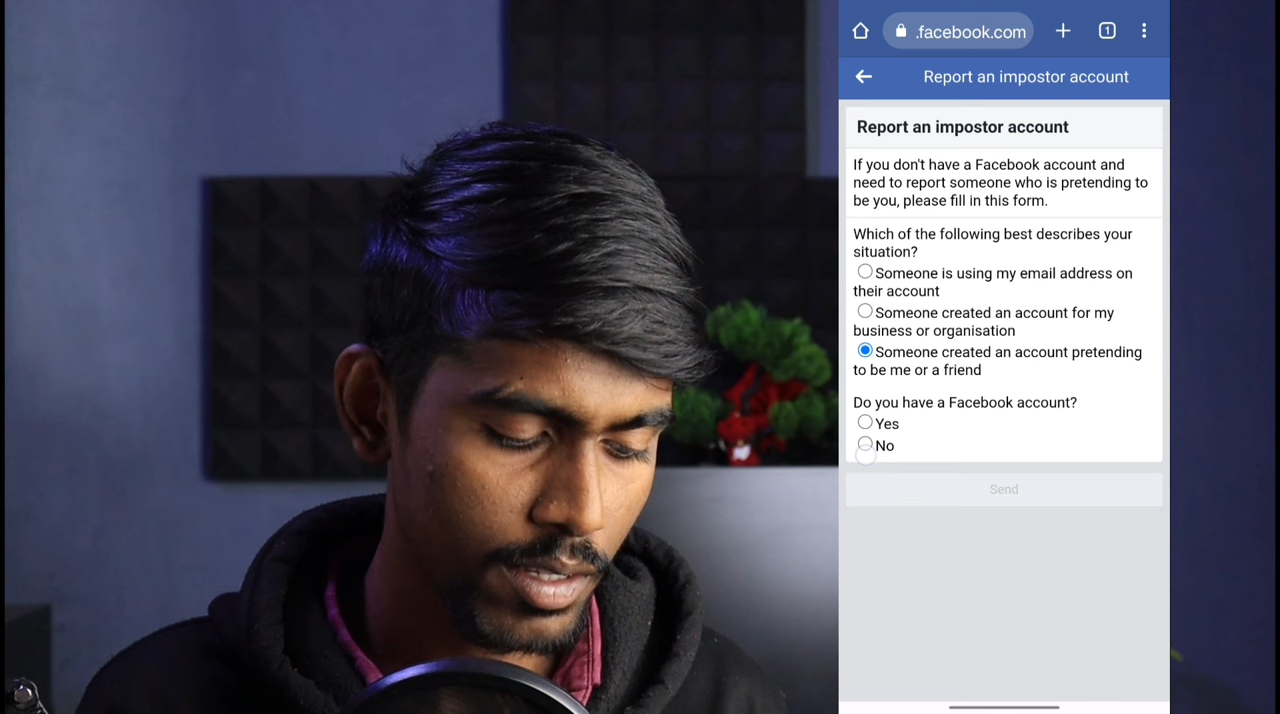 .facebook.com
1
Report an impostor account
Report an impostor account
If you don't have a Facebook account and
need to report someone who is pretending to
be you, please fill in this form.
Which of the following best describes your
situation?
Someone is using my email address on
their account
Someone created an account for my
business or organisation
Someone created an account pretending
to be me or a friend
Do you have a Facebook account?
Yes
No
Send